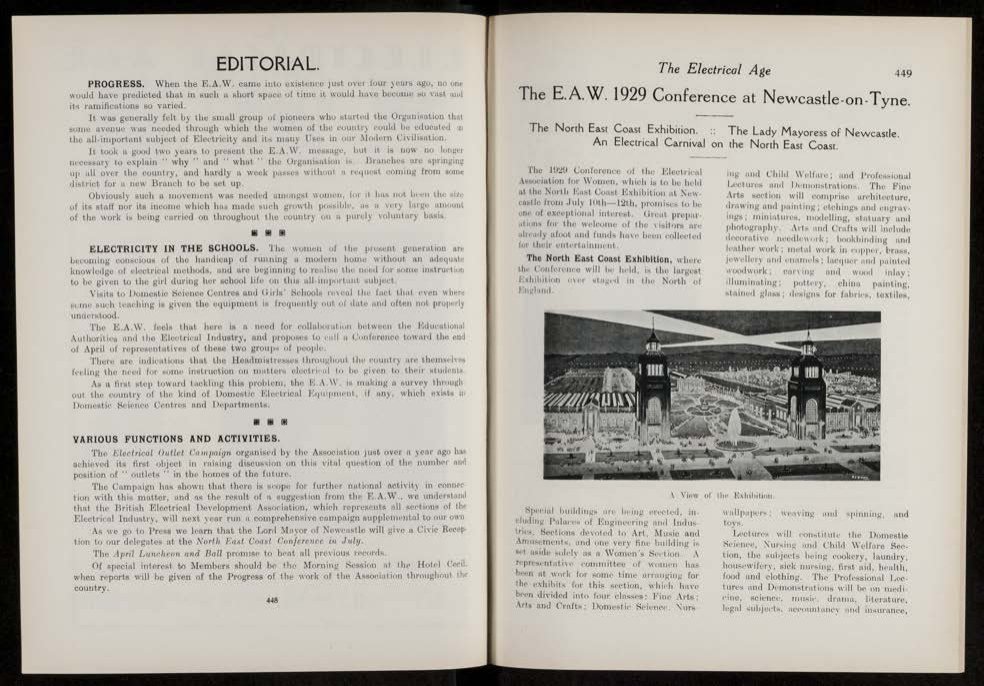 EDITORIAL.
PROGRESS. When the E.A.W. came into existence just over four years ago, no one
would have predicted that in such a short space of time it would have become so vast and
its ramifications so varied.
It was generally felt by the small group of pioneers who started the Organisation that
some avenue was needed through which the women of the country could be educated in
the all-important subject of Electricity and its many Uses in our Modern Civilisation.
It took a good two years to present the E.A.W. message, but it is now no longer
necessary to explain " why " and " what " the Organisation is. Branches are springing
up all over the country, and hardly a week passes without a request coming from some
district for a new Branch to be set up.
Obviously such a movement was needed amongst women, for it has not been the size
of its staff nor its income which has made such growth possible, as a very large amount
of the work is being carried on throughout the country on a purely voluntary basis.
ELECTRICITY IN THE SCHOOLS. The women of the present generation are
becoming conscious of the handicap of running a modern home without an adequate
knowledge of electrical methods, and are beginning to realise the need for some instruction
to be given to the girl during her school life on this all-important subject.
Visits to Domestic Science Centres and Girls' Schools reveal the fact that even where
some such teaching is given the equipment is frequently out of date and often not properly
understood.
The E.A.W. feels that here is a need for collaboration between the Educational
Authorities and the Electrical Industry, and proposes to call a Conference toward the end
of April of representatives of these two groups of people.
There are indications that the Headmistresses throughout the country are themselves
feeling the need for some instruction on matters electrical to be given to their students.
As a first step toward tackling this problem, the E.A.W. is making a survey through
out the country of the kind of Domestic Electrical Equipment, if any, which exists in
Domestic Science Centres and Departments.
VARIOUS FUNCTIONS AND ACTIVITIES.
The Electrical Outlet Campaign organised by the Association just over a year ago has
achieved its first object in raising discussion on this vital question of the number and
position of " outlets " in the homes of the future.
The Campaign has shown that there is scope for further national activity in connec-
tion with this matter, and as the result of a suggestion from the E.A.W., we understand
that the British Electrical Development Association, which represents all sections of the
Electrical Industry, will next year run a comprehensive campaign supplemental to our own
As we go to Press we learn that the Lord Mayor of Newcastle will give a Civic Recep-
tion to our delegates at the North East Coast Conference in July.
The April Luncheon and Ball promise to beat all previous records.
Of special interest to Members should be the Morning Session at the Hotel Cecil,
when reports will be given of the Progress of the work of the Association throughout the
country.
448
The Electrical Age
449
The E.A.W. 1929 Conference at Newcastle-on-Tyne.
The North East Coast Exhibition. :: The Lady Mayoress of Newcastle.
An Electrical Carnival on the North East Coast.
The 1929 Conference of the Electrical
Association for Women, which is to be held
at the North East Coast Exhibition at New-
castle from July 10th—12th, promises to be
one of exceptional interest. Great prepar-
ations for the welcome of the visitors are
already afoot and funds have been collected
for their entertainment.
The North East Coast Exhibition, where
the Conference will be held, is the largest
Exhibition ever staged in the North of
England.
ing and Child Welfare; and Professional
Lectures and Demonstrations. The Fine
Arts section will comprise architecture,
drawing and painting; etchings and engrav-
ings; miniatures, modelling, statuary and
photography. Arts and Crafts will include
decorative needlework; bookbinding and
leather work; metal work in copper, brass,
jewellery and enamels; lacquer and painted
woodwork; carving and wood inlay;
illuminating; pottery, china painting,
stained glass; designs for fabrics, textiles,
A View of the Exhibition.
Special buildings are being erected, in-
cluding Palaces of Engineering and Indus-
tries, Sections devoted to Art, Music and
Amusements, and one very fine building is
set aside solely as a Women's Section. A
representative committee of women has
been at work for some time arranging for
the exhibits for this section, which have
been divided into four classes: Fine Arts;
Arts and Crafts; Domestic Science, Nurs-
wallpapers; weaving and spinning, and
toys.
Lectures will constitute the Domestic
Science, Nursing and Child Welfare Sec-
tion, the subjects being cookery, laundry,
housewifery, sick nursing, first aid, health,
food and clothing. The Professional Lec-
tures and Demonstrations will be on medi-
cine, science, music, drama, literature,
legal subjects, accountancy and insurance,